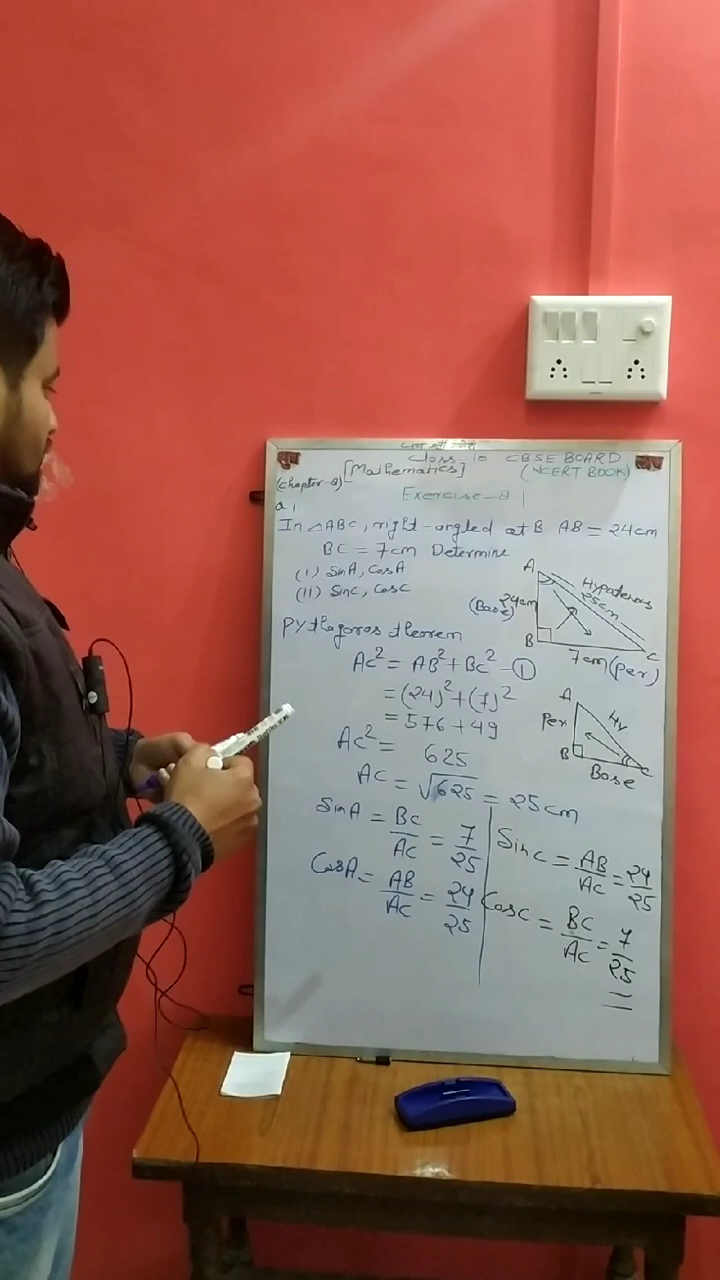 Class-10 CBSE BOARD
[Mathematics] (NCERT BOOK)
(Chapter-8) Exercise-8.1
Q.1
In △ABC, right-angled at B AB = 24cm
BC = 7cm Determine
(i) SinA, CosA
(ii) SinC, CosC
Pythagoras theorem
AC² = AB² + BC² — ①
= (24)² + (7)²
= 576 + 49
AC² = 625
AC = √625 = 25cm
SinA = BC/AC = 7/25
CosA = AB/AC = 24/25
SinC = AB/AC = 24/25
CosC = BC/AC = 7/25
A
Hypotenous
25cm
24cm
(Base)
B
C
7cm (Per)
A
Per
Hy
B
C
Base